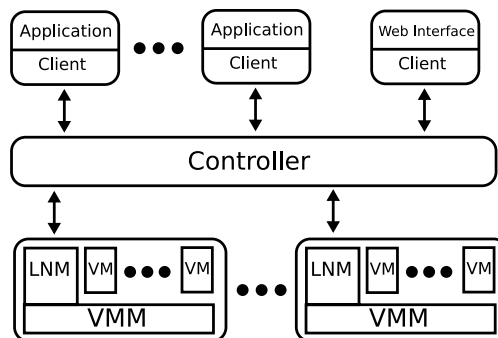 Application
Client
Application
Client
Web Interface
Client
Controller
LNM
VM
VM
VMM
LNM
VM
VM
VMM